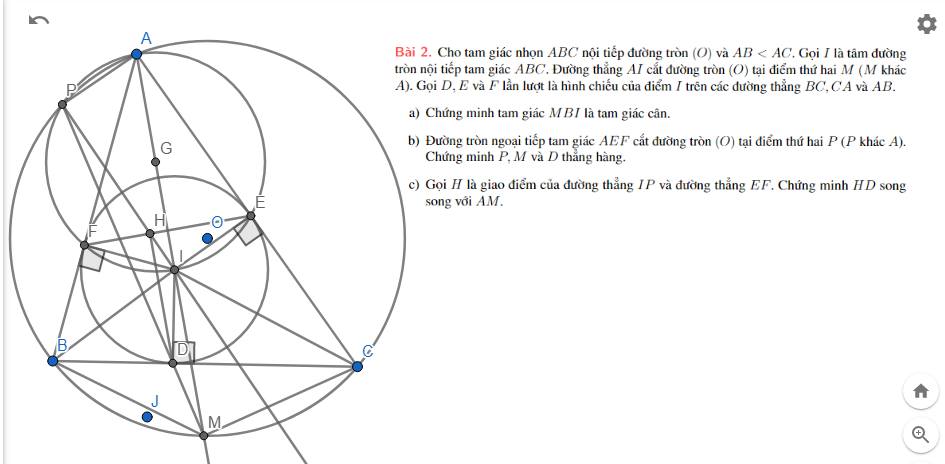 A
P
G
E
F
H
O
I
B
D
C
J
M
Bài 2. Cho tam giác nhọn ABC nội tiếp đường tròn (O) và AB < AC. Gọi I là tâm đường
tròn nội tiếp tam giác ABC. Đường thẳng AI cắt đường tròn (O) tại điểm thứ hai M (M khác
A). Gọi D, E và F lần lượt là hình chiếu của điểm I trên các đường thẳng BC, CA và AB.
a) Chứng minh tam giác MBI là tam giác cân.
b) Đường tròn ngoại tiếp tam giác AEF cắt đường tròn (O) tại điểm thứ hai P (P khác A).
Chứng minh P, M và D thẳng hàng.
c) Gọi H là giao điểm của đường thẳng IP và đường thẳng EF. Chứng minh HD song
song với AM.